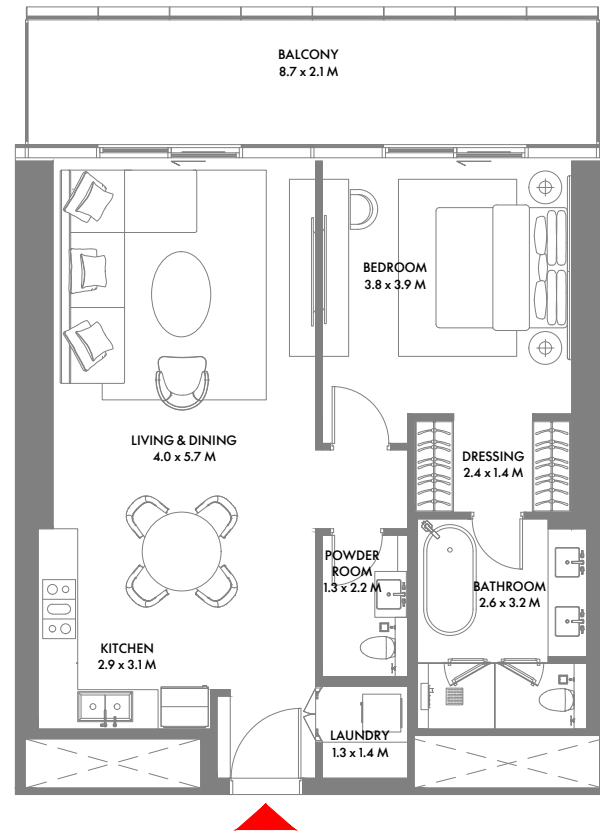 BALCONY
8.7 x 2.1 M
BEDROOM
3.8 x 3.9 M
LIVING & DINING
4.0 x 5.7 M
DRESSING
2.4 x 1.4 M
POWDER
ROOM
1.3 x 2.2 M
BATHROOM
2.6 x 3.2 M
KITCHEN
2.9 x 3.1 M
LAUNDRY
1.3 x 1.4 M